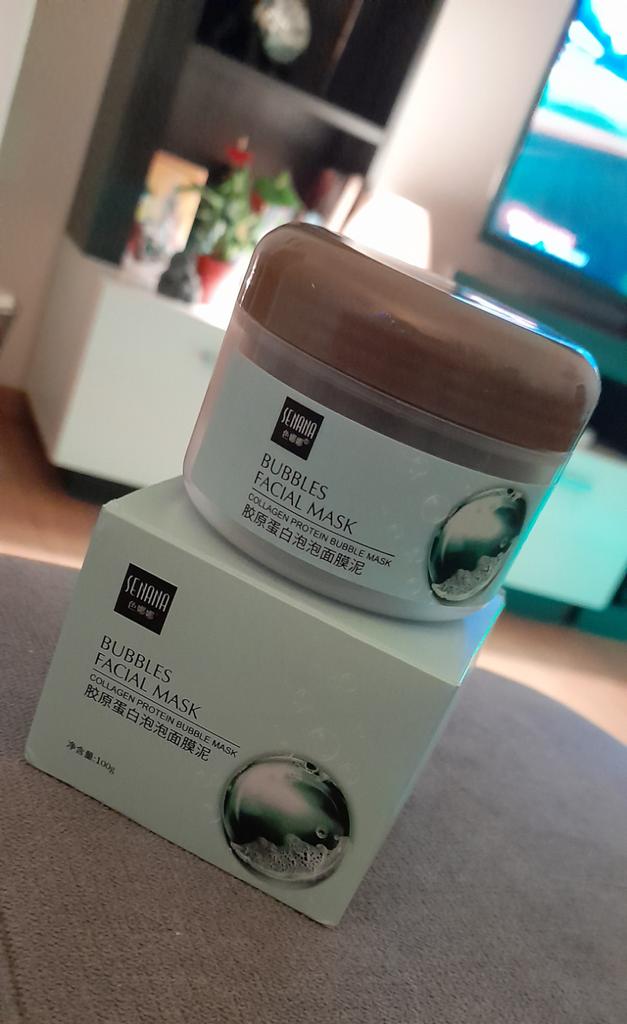 SENANA
色娜娜®
BUBBLES
FACIAL MASK
COLLAGEN PROTEIN BUBBLE MASK
胶原蛋白泡泡面膜泥
SENANA
色娜娜
BUBBLES
FACIAL MASK
COLLAGEN PROTEIN BUBBLE MASK
胶原蛋白泡泡面膜泥
净含量:100g